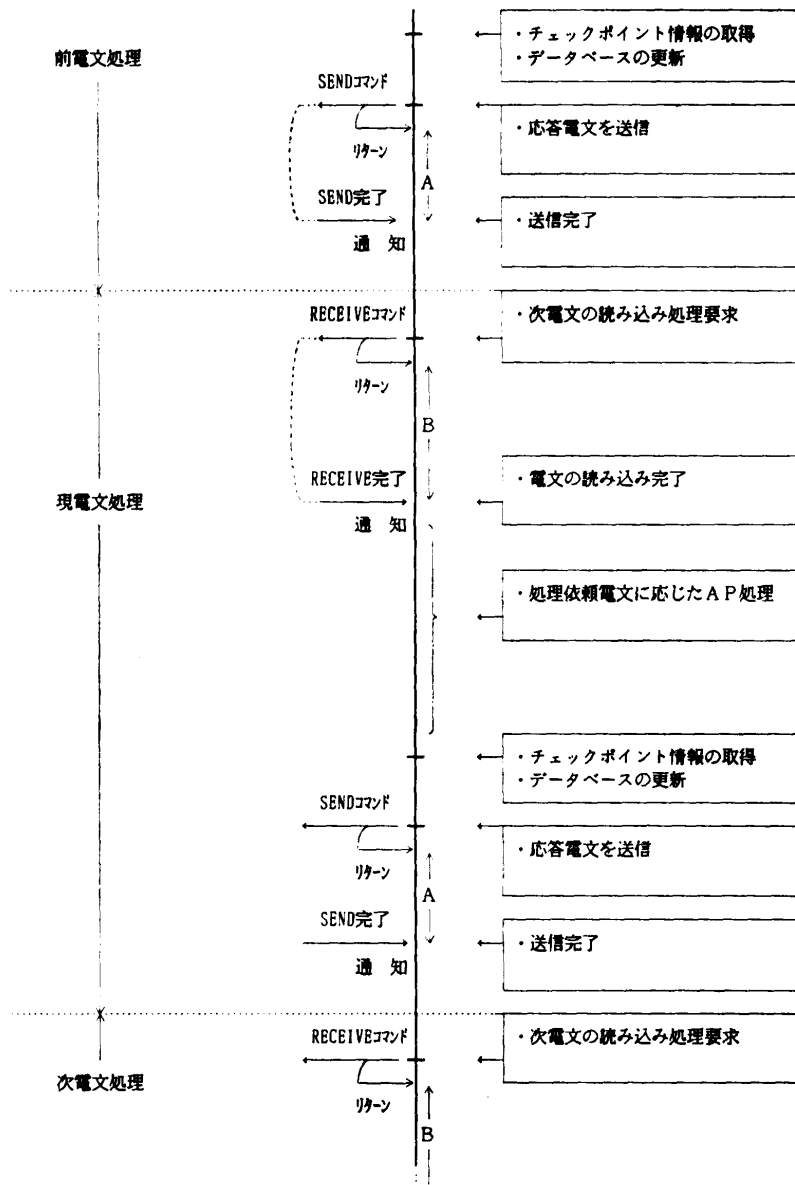 ・チェックポイント情報の取得
・データベースの更新
前電文処理
SENDコマンド
・応答電文を送信
リターン
A
SEND完了
・送信完了
通 知
RECEIVEコマンド
・次電文の読み込み処理要求
リターン
B
RECEIVE完了
・電文の読み込み完了
現電文処理
通 知
・処理依頼電文に応じたAP処理
・チェックポイント情報の取得
・データベースの更新
SENDコマンド
・応答電文を送信
リターン
A
SEND完了
・送信完了
通 知
RECEIVEコマンド
・次電文の読み込み処理要求
次電文処理
リターン
B